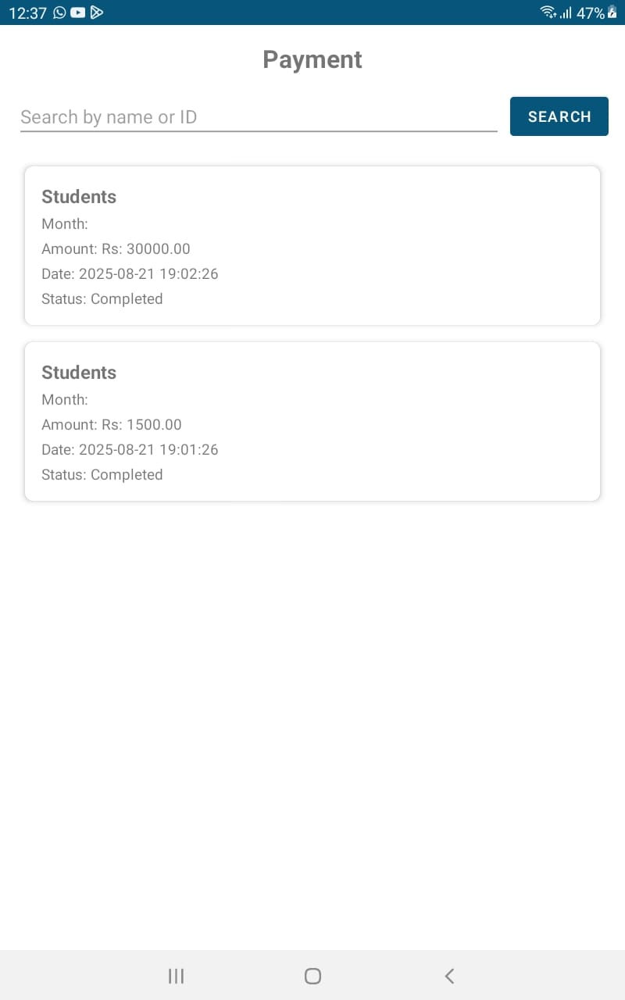 12:37 47%
Payment
Search by name or ID
SEARCH
Students
Month:
Amount: Rs: 30000.00
Date: 2025-08-21 19:02:26
Status: Completed
Students
Month:
Amount: Rs: 1500.00
Date: 2025-08-21 19:01:26
Status: Completed